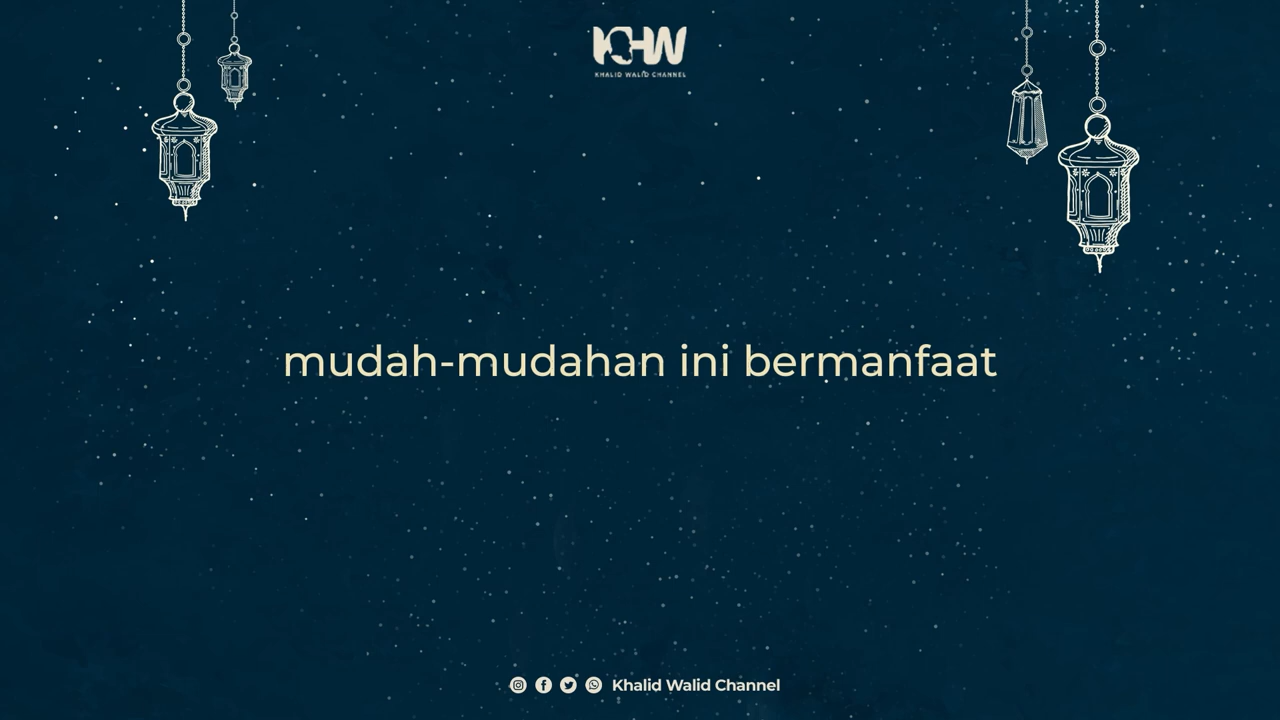 KHW
KHALID WALID CHANNEL
mudah-mudahan ini bermanfaat
Khalid Walid Channel